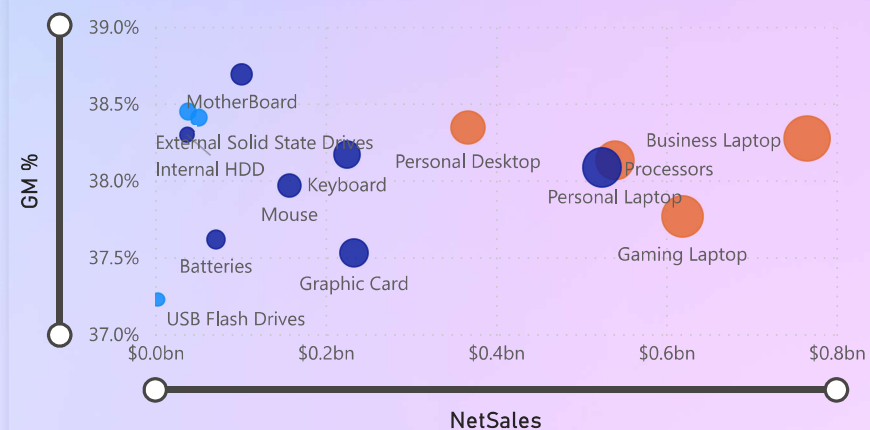 39.0%
MotherBoard
38.5%
External Solid State Drives
Business Laptop
Personal Desktop
Processors
Internal HDD
38.0%
Keyboard
Personal Laptop
Mouse
GM %
Gaming Laptop
Batteries
37.5%
Graphic Card
USB Flash Drives
37.0%
$0.0bn
$0.2bn
$0.4bn
$0.6bn
$0.8bn
NetSales